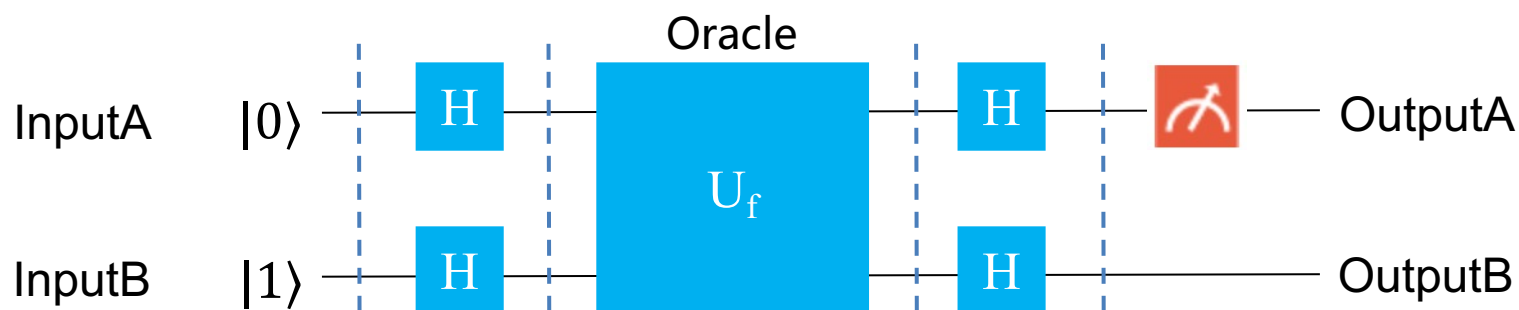 Oracle
InputA |0⟩ H H OutputA
U_f
InputB |1⟩ H H OutputB